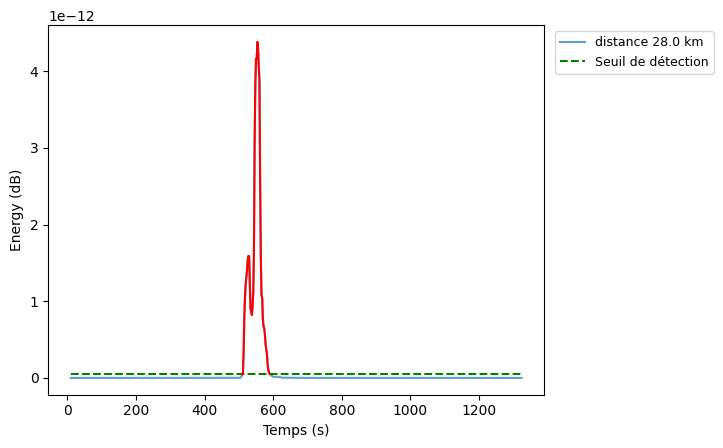 1e−12
distance 28.0 km
Seuil de détection
4
3
2
1
0
Energy (dB)
0 200 400 600 800 1000 1200
Temps (s)